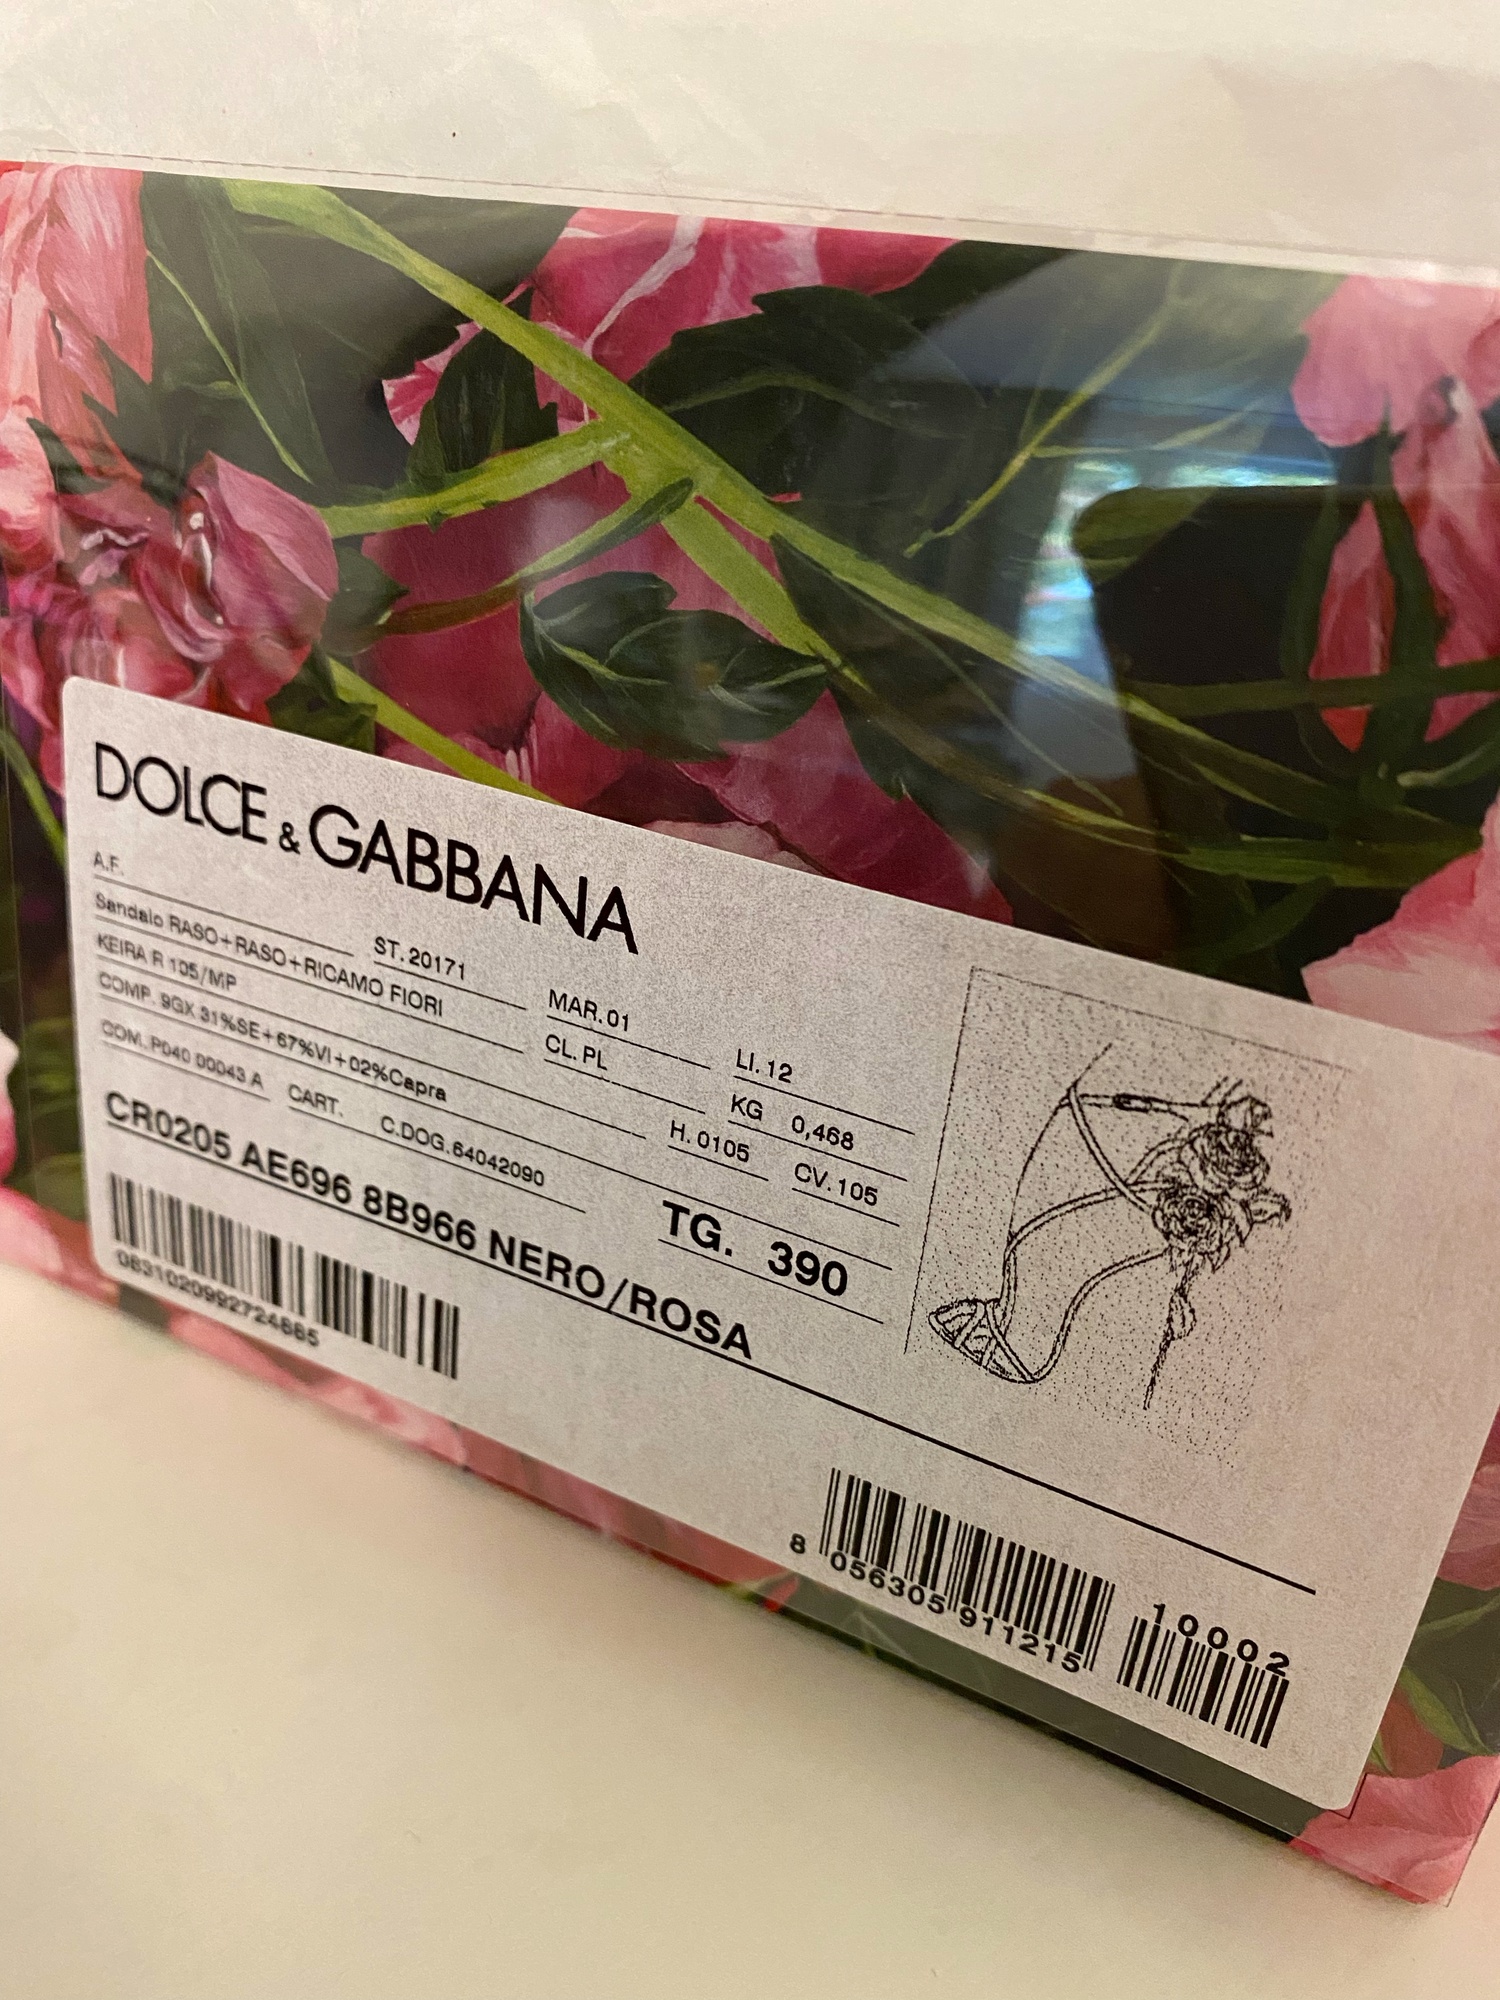 DOLCE & GABBANA
A.F. ST. 20171 MAR. 01 LI. 12
Sandalo RASO+RASO+RICAMO FIORI CL. PL KG 0,468
KEIRA R 105/MP H. 0105 CV. 105
COMP. 9GX 31%SE+67%VI+02%Capra
COM. P040 00043 A CART. C.DOG. 64042090 TG. 390
CR0205 AE696 8B966 NERO/ROSA
0631020992724665
8 056305 911215 10002